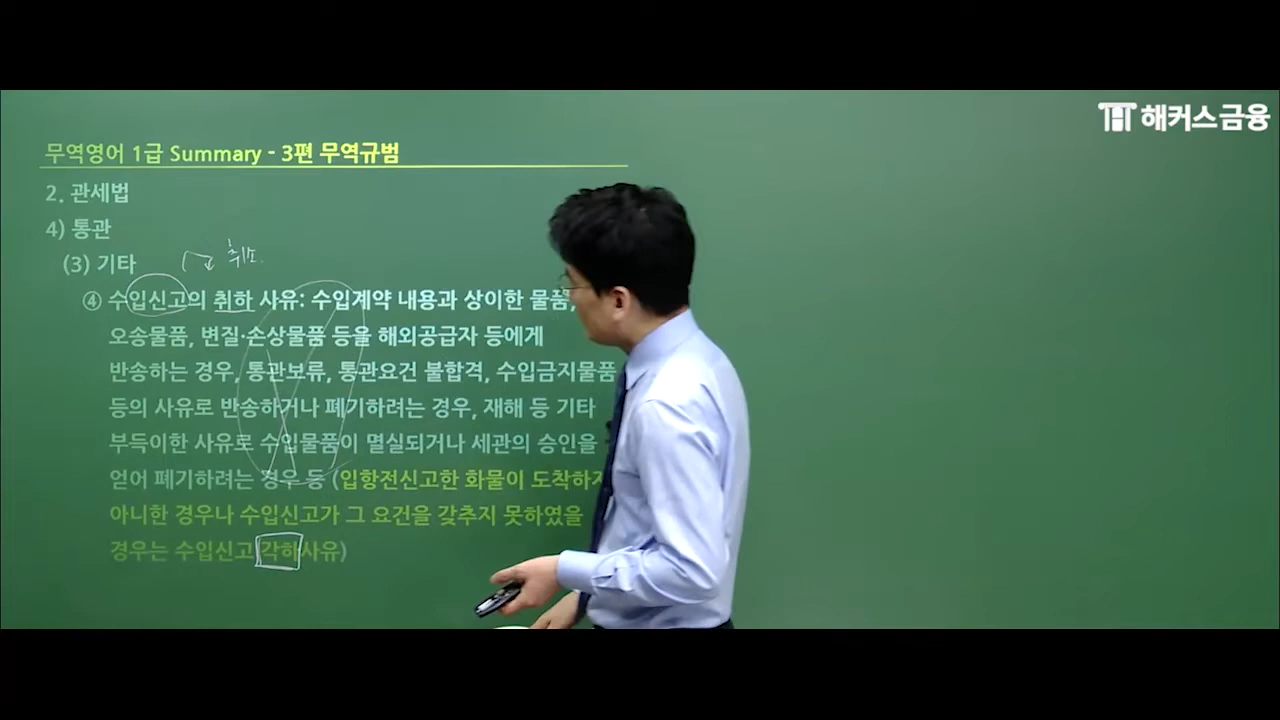 해커스금융
무역영어 1급 Summary - 3편 무역규범
2. 관세법
4) 통관
(3) 기타
취소.
④ 수입신고의 취하 사유: 수입계약 내용과 상이한 물품,
오송물품, 변질·손상물품 등을 해외공급자 등에게
반송하는 경우, 통관보류, 통관요건 불합격, 수입금지물품
등의 사유로 반송하거나 폐기하려는 경우, 재해 등 기타
부득이한 사유로 수입물품이 멸실되거나 세관의 승인을
얻어 폐기하려는 경우 등 (입항전신고한 화물이 도착하지
아니한 경우나 수입신고가 그 요건을 갖추지 못하였을
경우는 수입신고 각하사유)